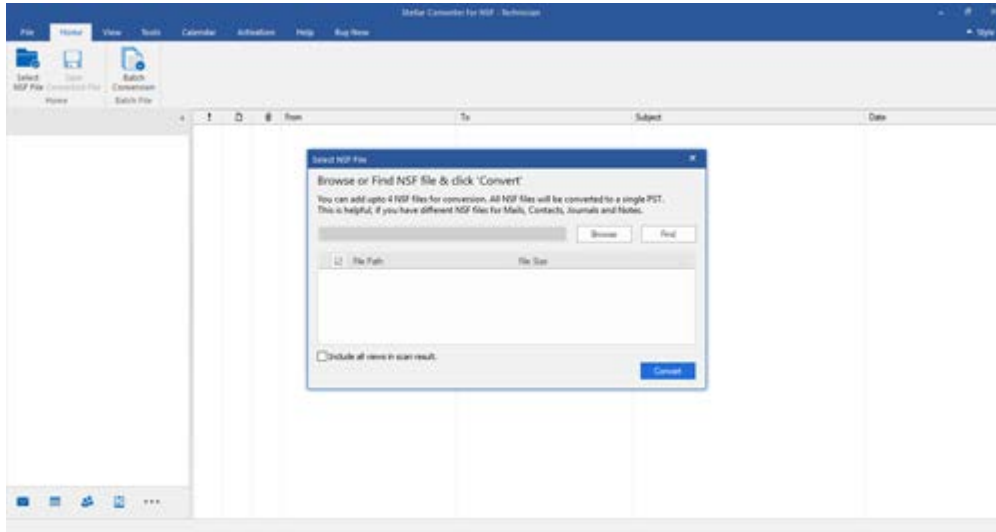 Stellar Converter for NSF - Technician
File Home View Tools Calendar Activation Help Buy Now Style
Select NSF File
Save Converted File
Batch Conversion
Home Batch File
From To Subject Date
Select NSF File
Browse or Find NSF file & click 'Convert'
You can add upto 4 NSF files for conversion. All NSF files will be converted to a single PST.
This is helpful, if you have different NSF files for Mails, Contacts, Journals and Notes.
Browse Find
File Path File Size
Include all views in scan result.
Convert